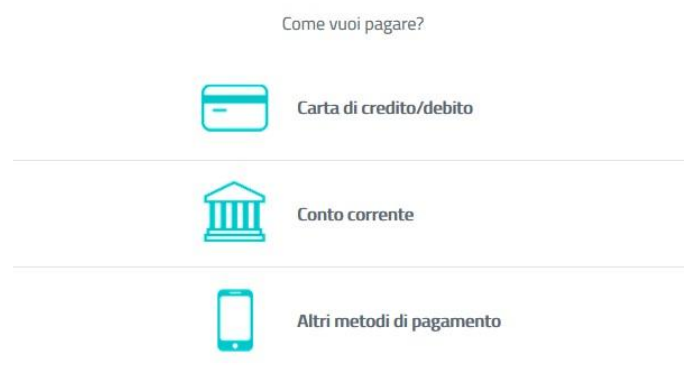 Come vuoi pagare?
Carta di credito/debito
Conto corrente
Altri metodi di pagamento